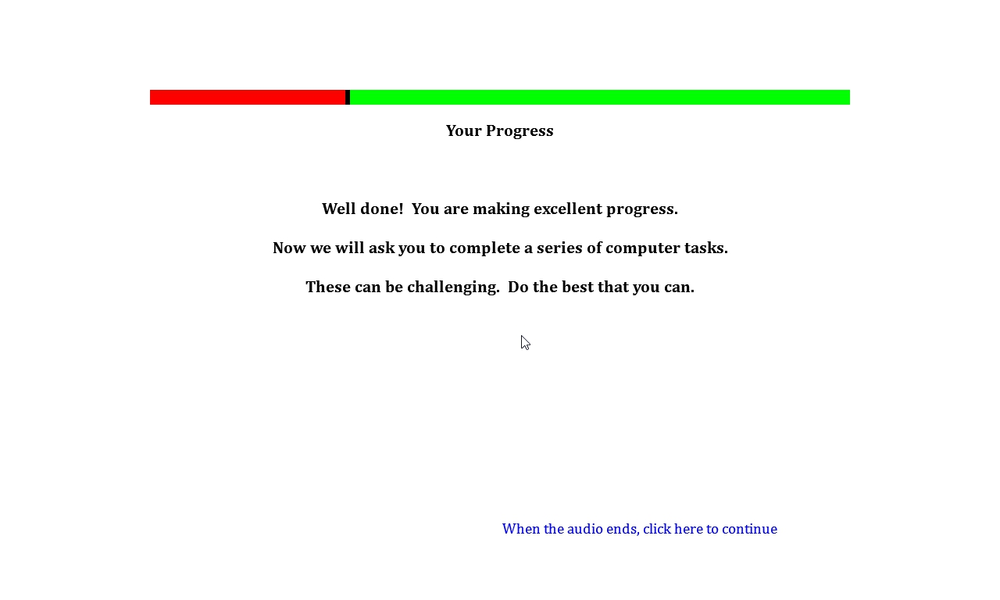 Your Progress
Well done!  You are making excellent progress.
Now we will ask you to complete a series of computer tasks.
These can be challenging.  Do the best that you can.
When the audio ends, click here to continue